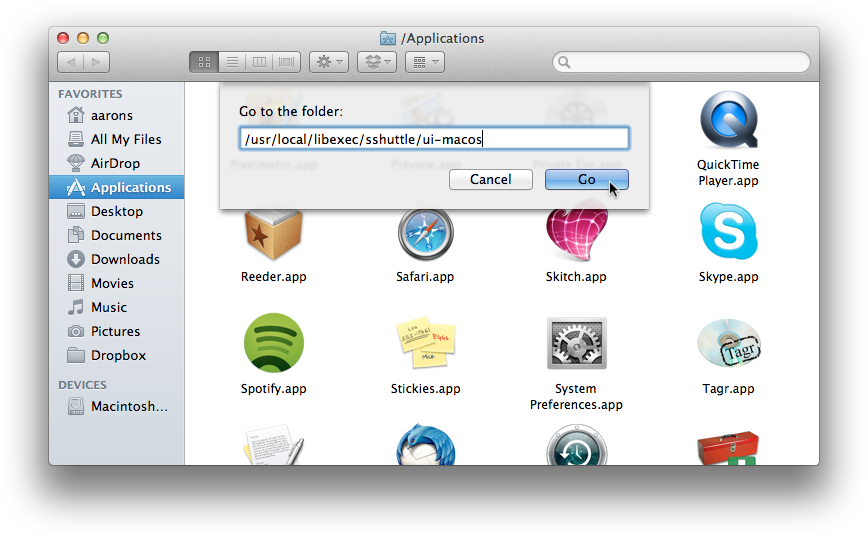 /Applications
FAVORITES
aarons
All My Files
AirDrop
Applications
Desktop
Documents
Downloads
Movies
Music
Pictures
Dropbox
DEVICES
Macintosh...
Go to the folder:
/usr/local/libexec/sshuttle/ui-macos
Cancel
Go
Pixelmator.app
Preview.app
Private Eye.app
QuickTime
Player.app
Reeder.app
Safari.app
Skitch.app
Skype.app
Spotify.app
Stickies.app
System
Preferences.app
Tagr
Tagr.app